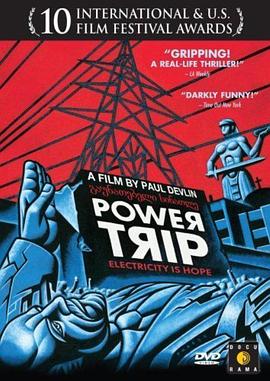 10 INTERNATIONAL & U.S.
FILM FESTIVAL AWARDS
"GRIPPING!
A REAL-LIFE THRILLER!"
– LA Weekly
"DARKLY FUNNY!"
– Time Out New York
A FILM BY PAUL DEVLIN
POWER
TRIP
ELECTRICITY IS HOPE
DVD
VIDEO
DOCU
RAMA